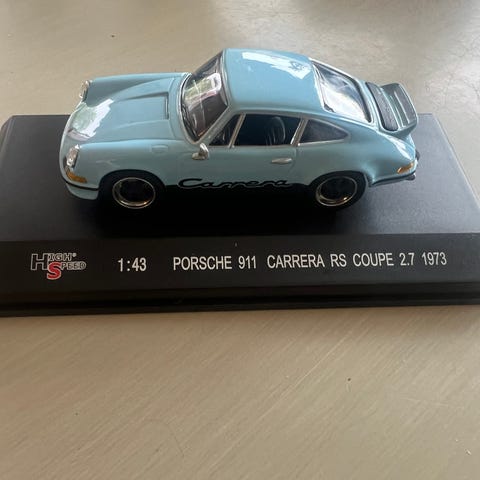 Carrera
HIGH SPEED® 1:43 PORSCHE 911 CARRERA RS COUPE 2.7 1973